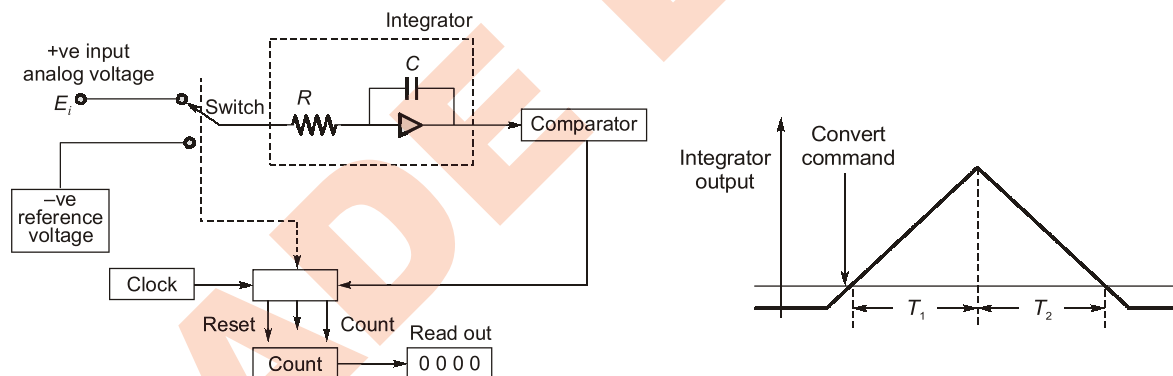 Integrator
+ve input
analog voltage
E_i
Switch
R
C
Comparator
–ve
reference
voltage
Clock
Reset
Count
Read out
Count
0 0 0 0
Integrator
output
Convert
command
T_1
T_2
ADE E